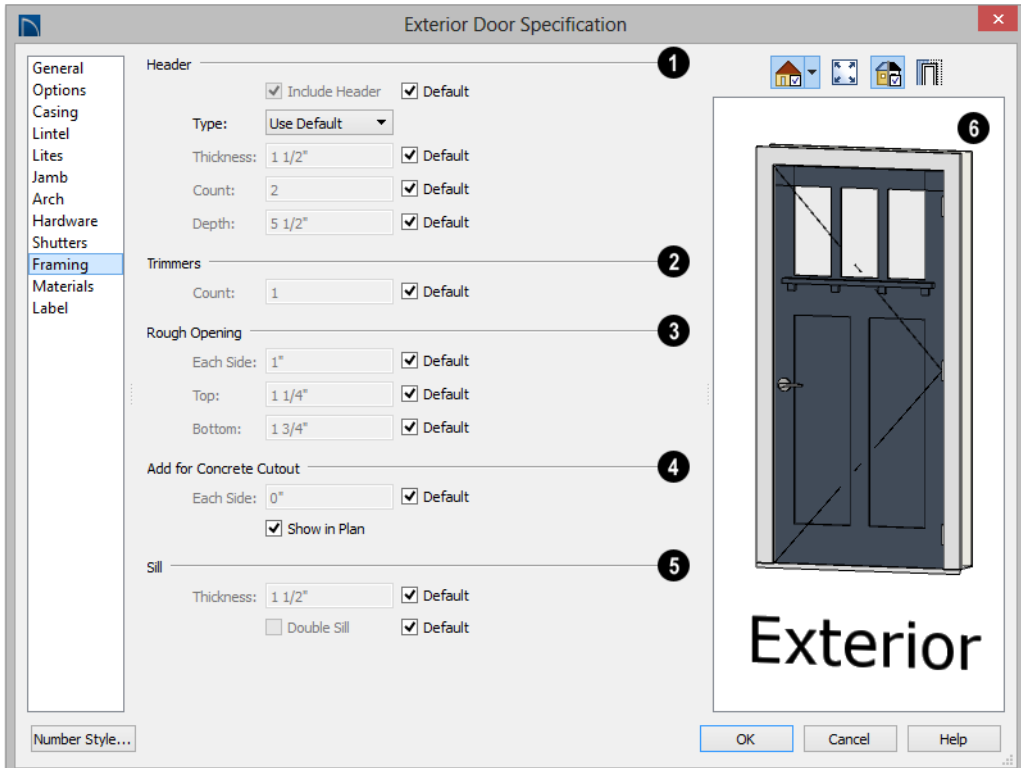 Exterior Door Specification
General
Options
Casing
Lintel
Lites
Jamb
Arch
Hardware
Shutters
Framing
Materials
Label
Header 1
Include Header Default
Type: Use Default
Thickness: 1 1/2" Default
Count: 2 Default
Depth: 5 1/2" Default
Trimmers 2
Count: 1 Default
Rough Opening 3
Each Side: 1" Default
Top: 1 1/4" Default
Bottom: 1 3/4" Default
Add for Concrete Cutout 4
Each Side: 0" Default
Show in Plan
Sill 5
Thickness: 1 1/2" Default
Double Sill Default
6
Exterior
Number Style...
OK Cancel Help